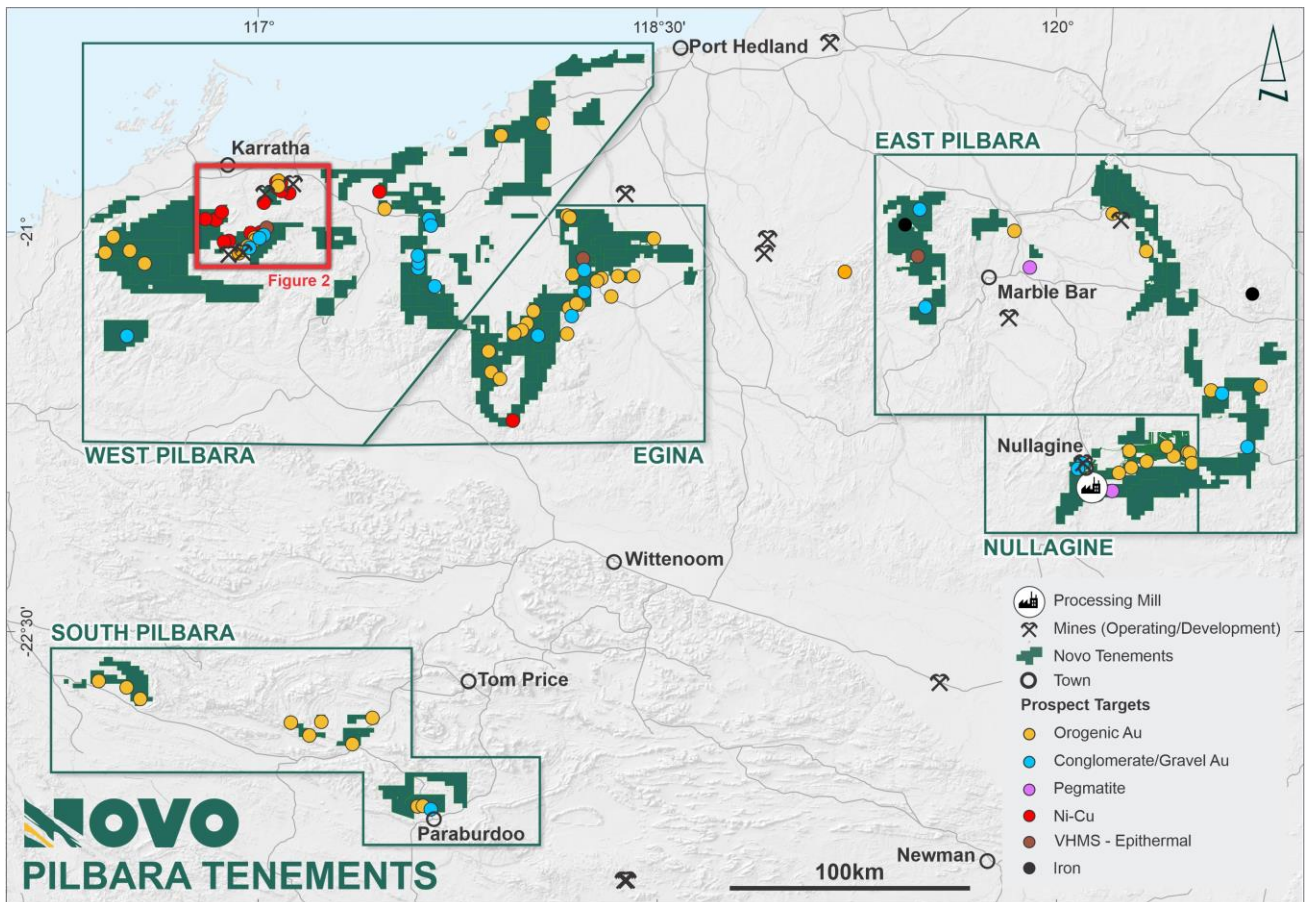 117°
118°30'
120°
Port Hedland
Karratha
EAST PILBARA
-21°
Figure 2
Marble Bar
WEST PILBARA
EGINA
Nullagine
NULLAGINE
Wittenoom
-22°30'
SOUTH PILBARA
Tom Price
Paraburdoo
Newman
NOVO
PILBARA TENEMENTS
100km
Processing Mill
Mines (Operating/Development)
Novo Tenements
Town
Prospect Targets
Orogenic Au
Conglomerate/Gravel Au
Pegmatite
Ni-Cu
VHMS - Epithermal
Iron
N